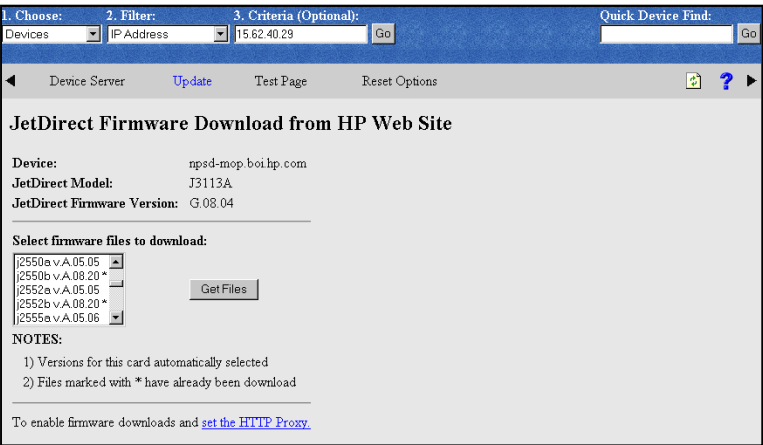 1. Choose: 2. Filter: 3. Criteria (Optional): Quick Device Find:
Devices IP Address 15.62.40.29 Go Go
Device Server Update Test Page Reset Options
JetDirect Firmware Download from HP Web Site
Device: npsd-mop.boi.hp.com
JetDirect Model: J3113A
JetDirect Firmware Version: G.08.04
Select firmware files to download:
j2550a v.A.05.05
j2550b v.A.08.20 *
j2552a v.A.05.05
j2552b v.A.08.20 *
j2555a v.A.05.06
Get Files
NOTES:
1) Versions for this card automatically selected
2) Files marked with * have already been download
To enable firmware downloads and set the HTTP Proxy.